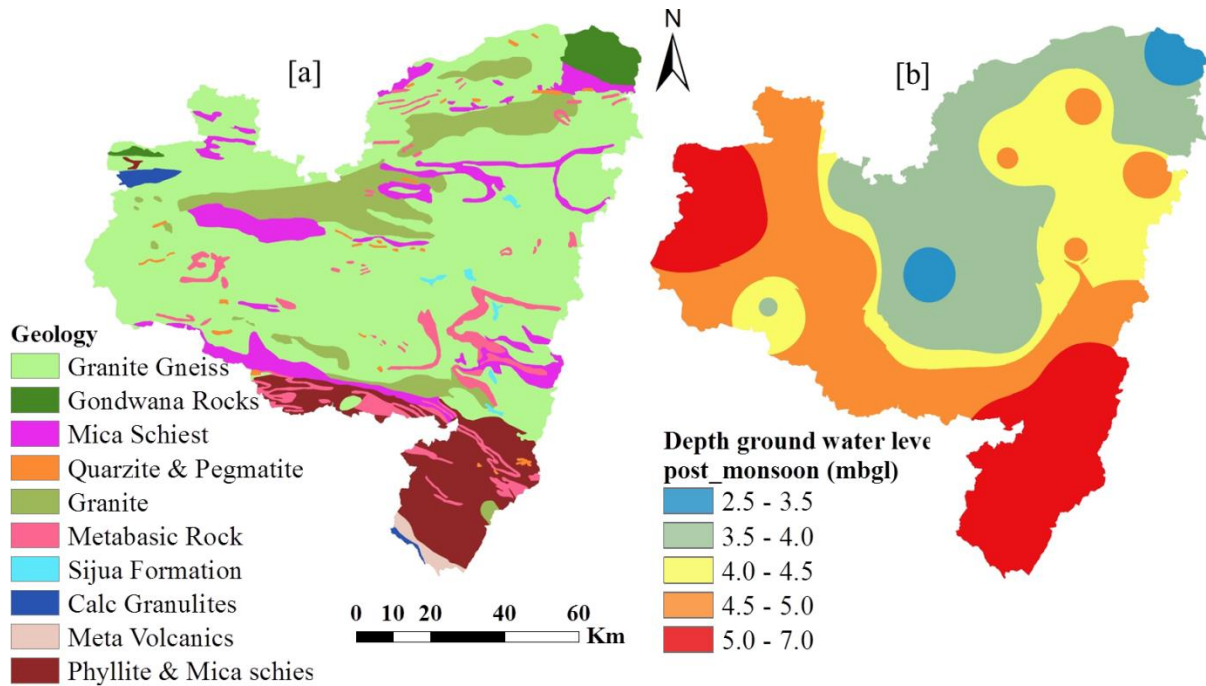 [a]
N
[b]
Geology
Granite Gneiss
Gondwana Rocks
Mica Schiest
Quarzite & Pegmatite
Granite
Metabasic Rock
Sijua Formation
Calc Granulites
Meta Volcanics
Phyllite & Mica schies
0 10 20 40 60
Km
Depth ground water leve
post_monsoon (mbgl)
2.5 - 3.5
3.5 - 4.0
4.0 - 4.5
4.5 - 5.0
5.0 - 7.0